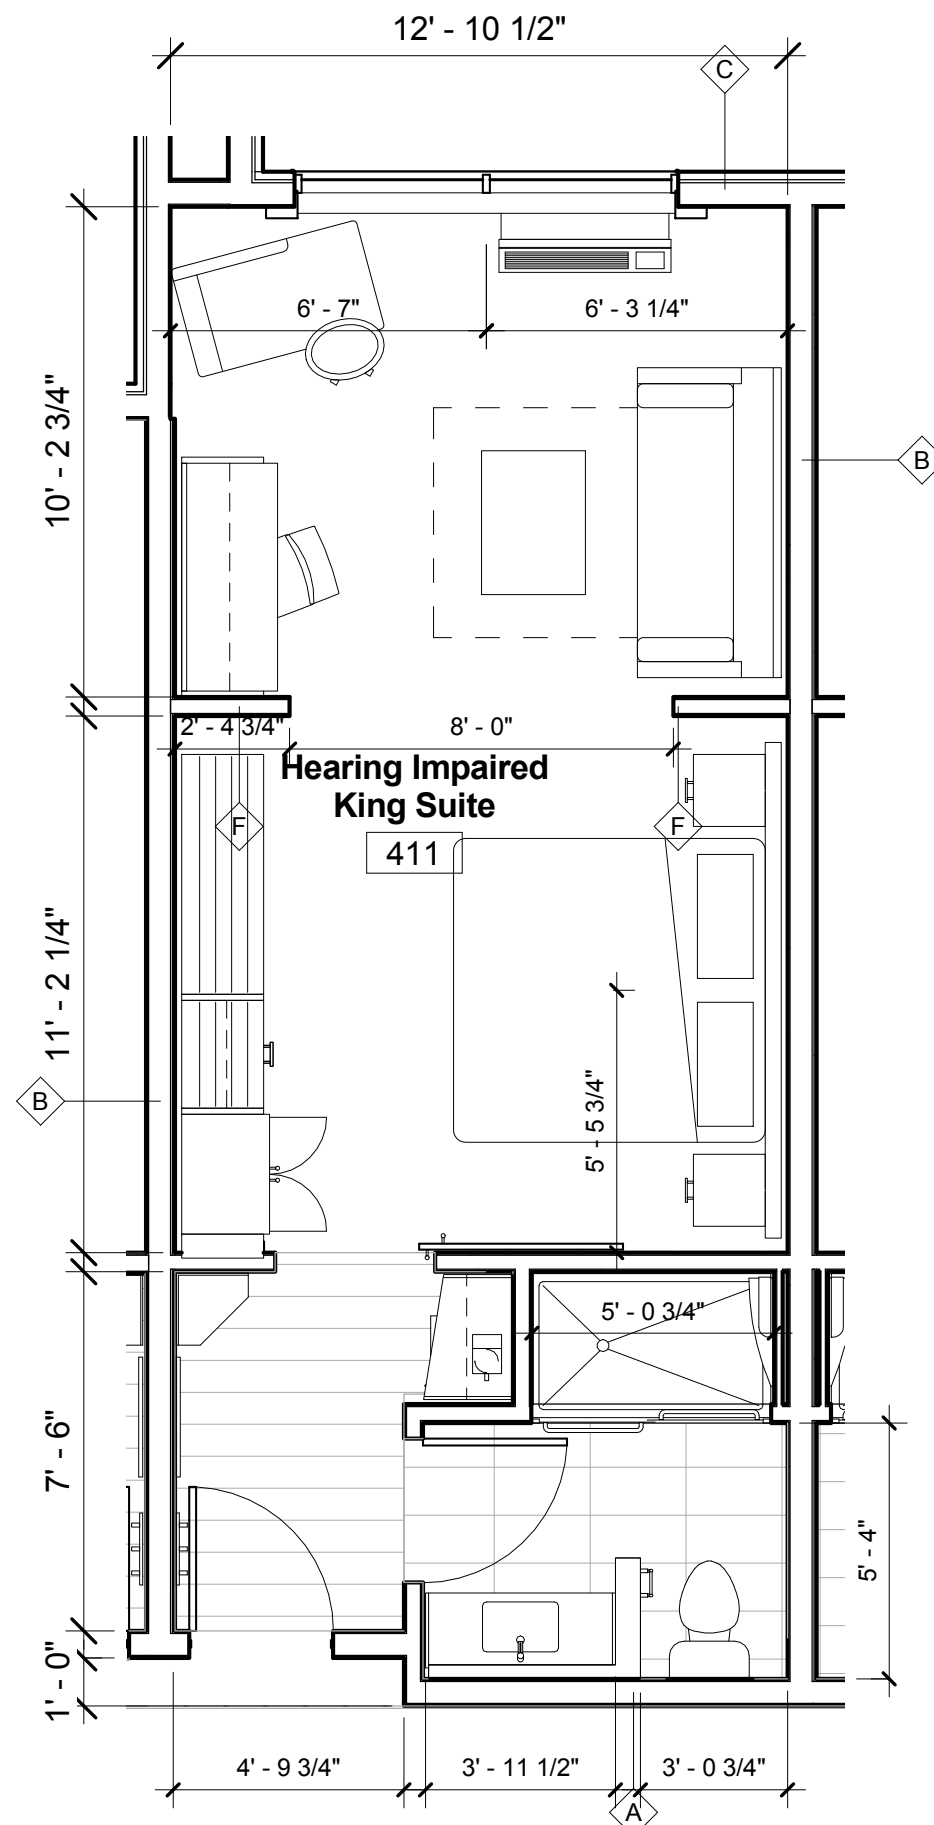 12' - 10 1/2"
C
6' - 7"
6' - 3 1/4"
10' - 2 3/4"
B
2' - 4 3/4"
8' - 0"
Hearing Impaired
King Suite
F
F
411
11' - 2 1/4"
5' - 5 3/4"
B
5' - 0 3/4"
7' - 6"
5' - 4"
1' - 0"
4' - 9 3/4"
3' - 11 1/2"
3' - 0 3/4"
A